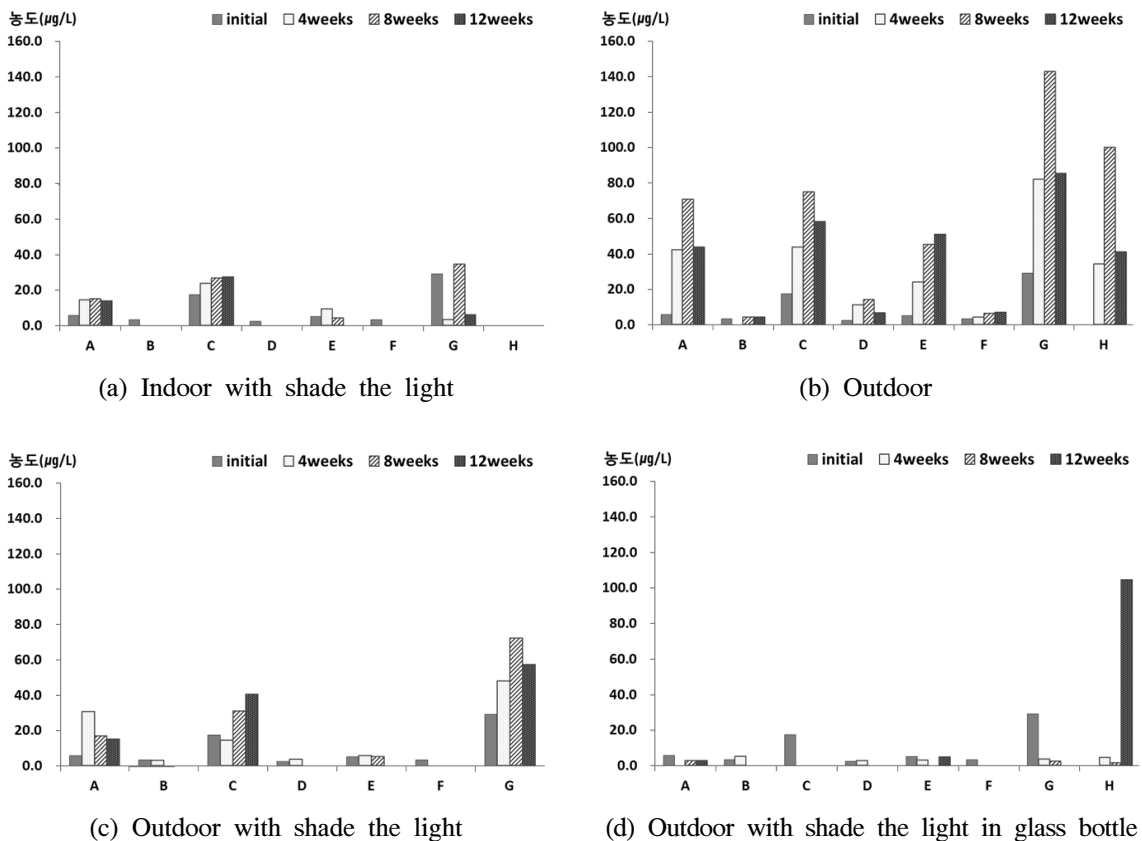 농도(μg/L)
initial 4weeks 8weeks 12weeks
160.0
140.0
120.0
100.0
80.0
60.0
40.0
20.0
0.0
A B C D E F G H
(a) Indoor with shade the light
농도(μg/L)
initial 4weeks 8weeks 12weeks
160.0
140.0
120.0
100.0
80.0
60.0
40.0
20.0
0.0
A B C D E F G H
(b) Outdoor
농도(μg/L)
initial 4weeks 8weeks 12weeks
160.0
140.0
120.0
100.0
80.0
60.0
40.0
20.0
0.0
A B C D E F G
(c) Outdoor with shade the light
농도(μg/L)
initial 4weeks 8weeks 12weeks
160.0
140.0
120.0
100.0
80.0
60.0
40.0
20.0
0.0
A B C D E F G H
(d) Outdoor with shade the light in glass bottle